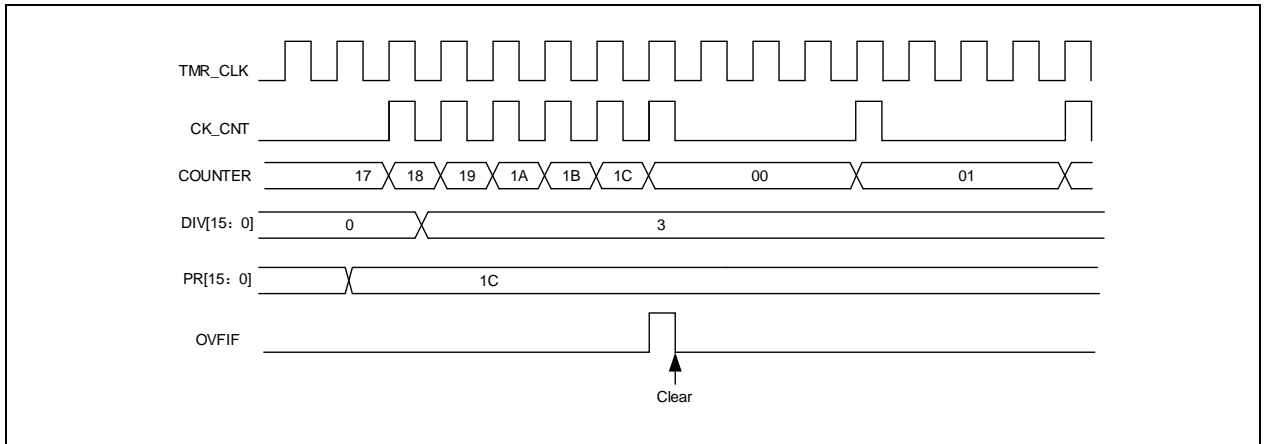 TMR_CLK
CK_CNT
COUNTER 17 18 19 1A 1B 1C 00 01
DIV[15：0] 0 3
PR[15：0] 1C
OVFIF
Clear